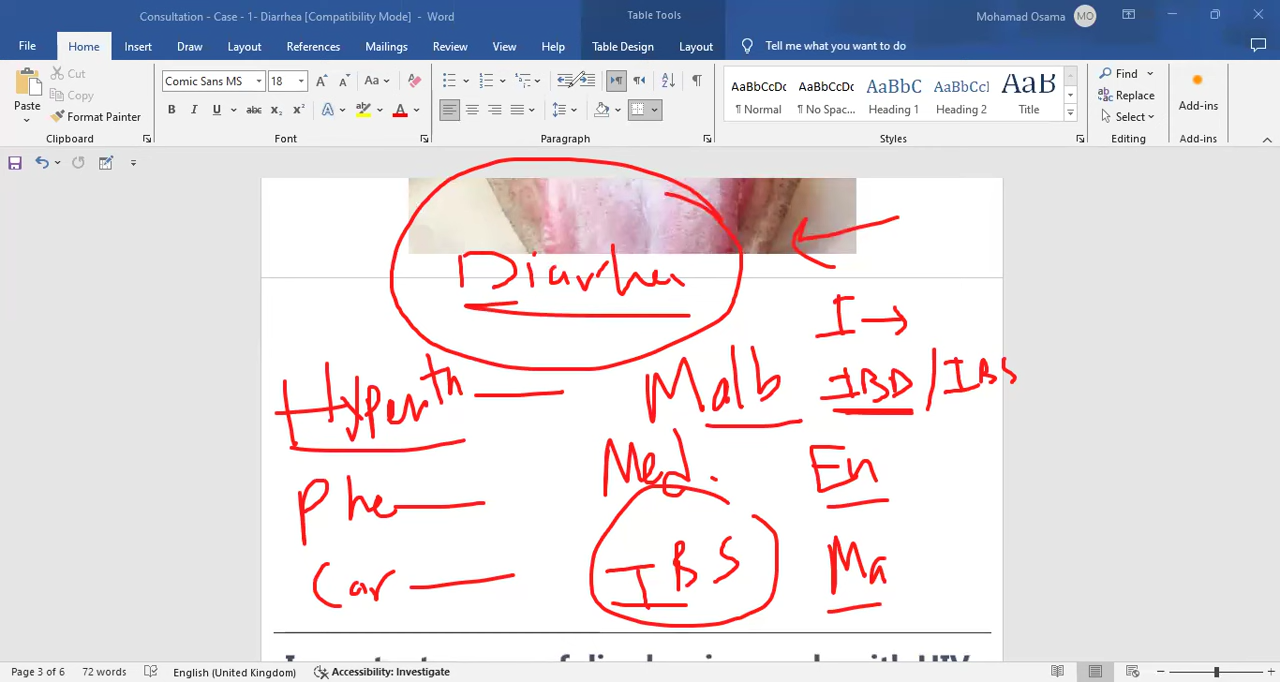 Consultation - Case - 1- Diarrhea [Compatibility Mode] - Word
Table Tools
Mohamad Osama MO
File Home Insert Draw Layout References Mailings Review View Help Table Design Layout Tell me what you want to do
Paste
Cut
Copy
Format Painter
Clipboard
Comic Sans MS 18
Font
Paragraph
AaBbCcDc AaBbCcDc AaBbC AaBbCcl AaB
¶ Normal ¶ No Spac... Heading 1 Heading 2 Title
Styles
Find
Replace
Select
Editing
Add-ins
Add-ins
Diarrhea
I →
Hyperth Malb IBD / IBS
Phe Med. En
Car IBS Ma
Page 3 of 6 72 words English (United Kingdom) Accessibility: Investigate